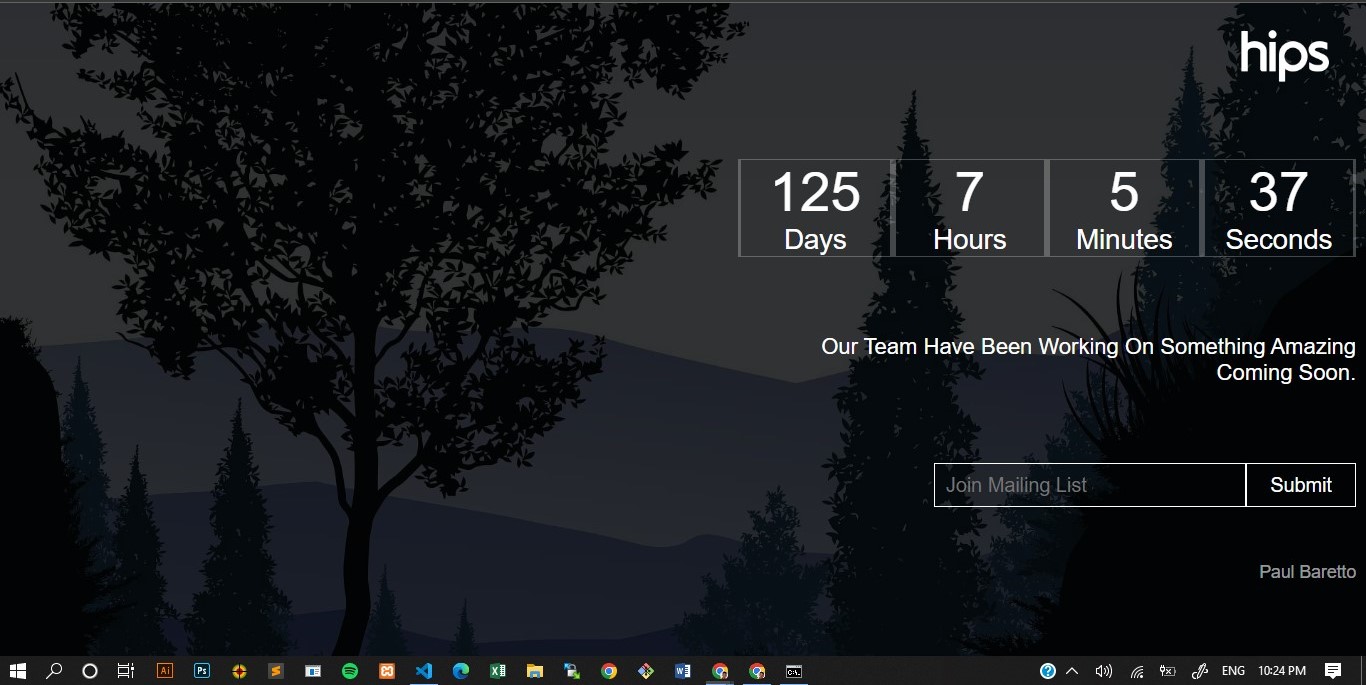 hips
125 7 5 37
Days Hours Minutes Seconds
Our Team Have Been Working On Something Amazing
Coming Soon.
Join Mailing List Submit
Paul Baretto
Ai Ps ENG 10:24 PM